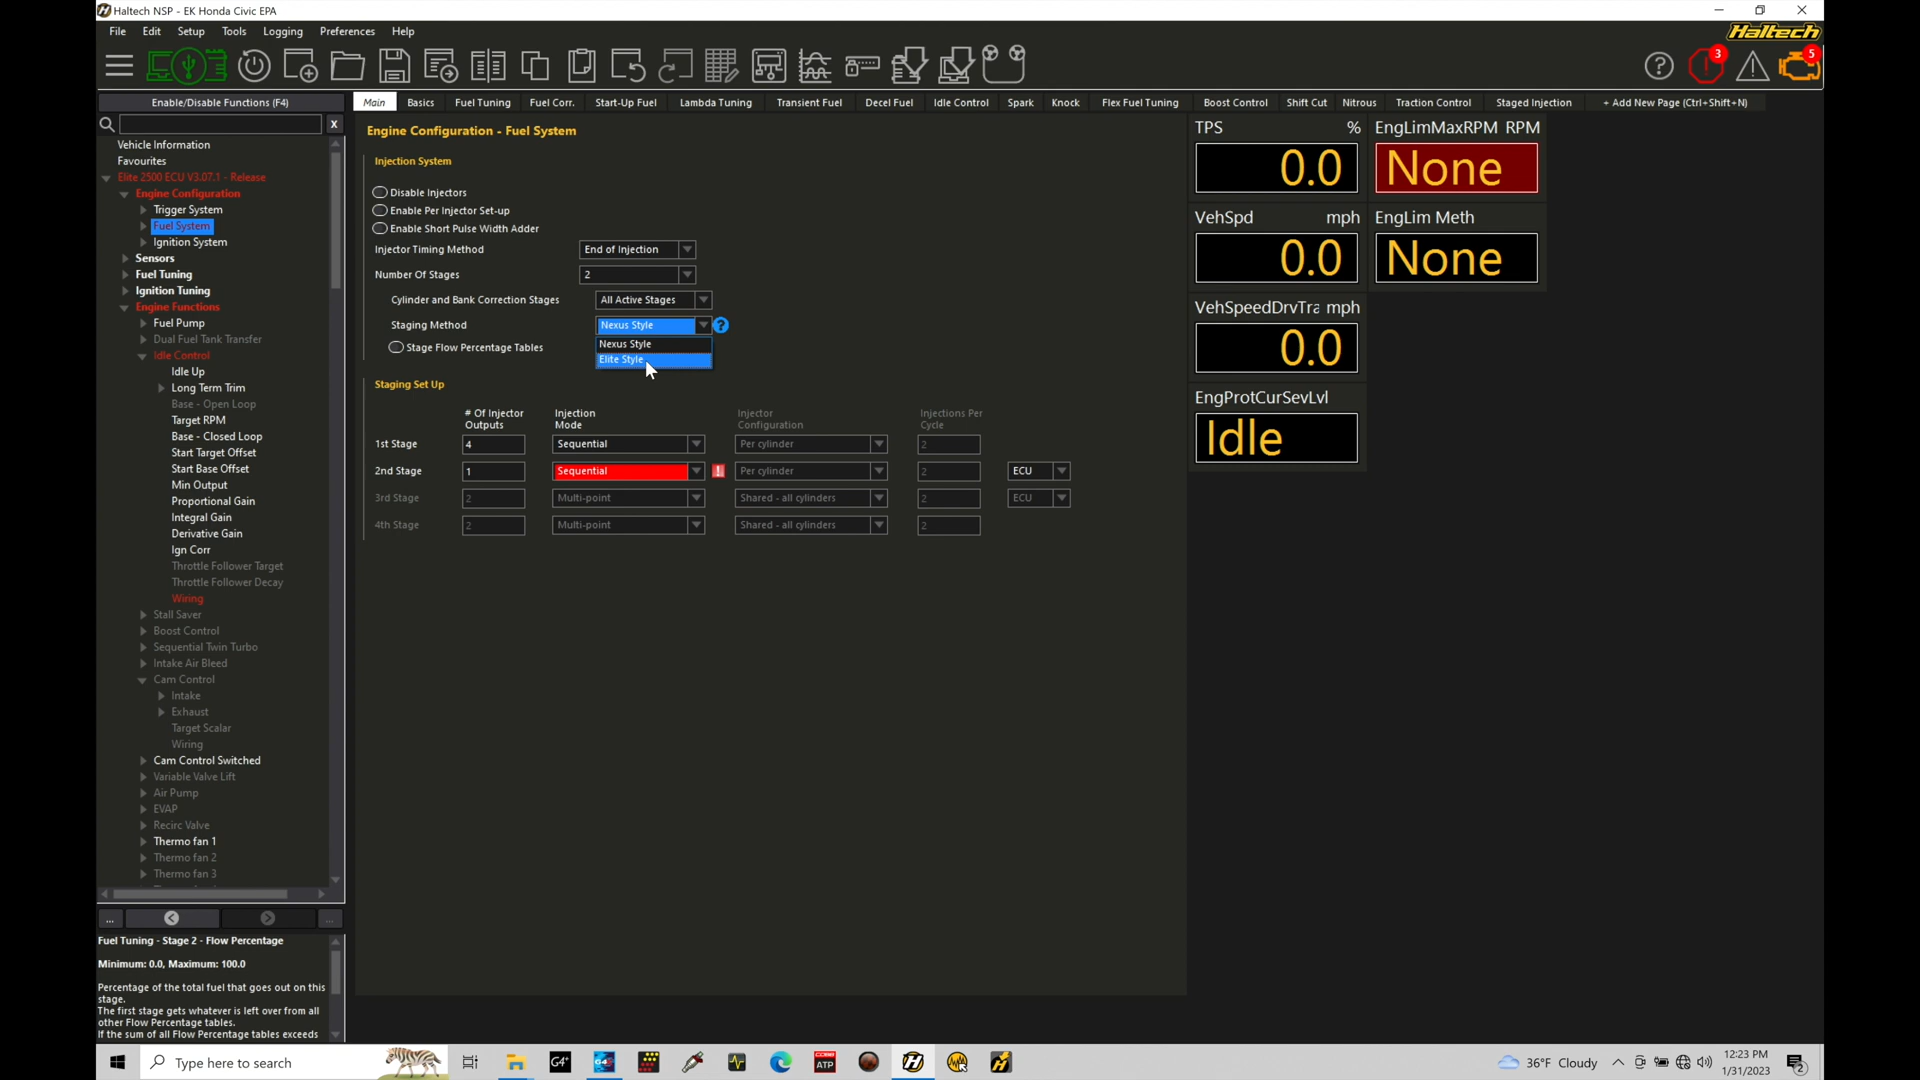 Haltech NSP - EK Honda Civic EPA
File Edit Setup Tools Logging Preferences Help
Haltech
3
5
Enable/Disable Functions (F4)
Main Basics Fuel Tuning Fuel Corr. Start-Up Fuel Lambda Tuning Transient Fuel Decel Fuel Idle Control Spark Knock Flex Fuel Tuning Boost Control Shift Cut Nitrous Traction Control Staged Injection + Add New Page (Ctrl+Shift+N)
x
Vehicle Information
Favourites
Elite 2500 ECU V3.07.1 - Release
Engine Configuration
Trigger System
Fuel System
Ignition System
Sensors
Fuel Tuning
Ignition Tuning
Engine Functions
Fuel Pump
Dual Fuel Tank Transfer
Idle Control
Idle Up
Long Term Trim
Base - Open Loop
Target RPM
Base - Closed Loop
Start Target Offset
Start Base Offset
Min Output
Proportional Gain
Integral Gain
Derivative Gain
Ign Corr
Throttle Follower Target
Throttle Follower Decay
Wiring
Stall Saver
Boost Control
Sequential Twin Turbo
Intake Air Bleed
Cam Control
Intake
Exhaust
Target Scalar
Wiring
Cam Control Switched
Variable Valve Lift
Air Pump
EVAP
Recirc Valve
Thermo fan 1
Thermo fan 2
Thermo fan 3
... ...
Fuel Tuning - Stage 2 - Flow Percentage
Minimum: 0.0, Maximum: 100.0
Percentage of the total fuel that goes out on this
stage.
The first stage gets whatever is left over from all
other Flow Percentage tables.
If the sum of all Flow Percentage tables exceeds
Engine Configuration - Fuel System
Injection System
Disable Injectors
Enable Per Injector Set-up
Enable Short Pulse Width Adder
Injector Timing Method End of Injection
Number Of Stages 2
Cylinder and Bank Correction Stages All Active Stages
Staging Method Nexus Style ?
Nexus Style
Elite Style
Stage Flow Percentage Tables
Staging Set Up
# Of Injector Outputs Injection Mode Injector Configuration Injections Per Cycle
1st Stage 4 Sequential Per cylinder 2
2nd Stage 1 Sequential ! Per cylinder 2 ECU
3rd Stage 2 Multi-point Shared - all cylinders 2 ECU
4th Stage 2 Multi-point Shared - all cylinders 2
TPS % EngLimMaxRPM RPM
0.0 None
VehSpd mph EngLim Meth
0.0 None
VehSpeedDrvTra mph
0.0
EngProtCurSevLvl
Idle
Type here to search
G4+
ATP
36°F Cloudy
12:23 PM
1/31/2023
2